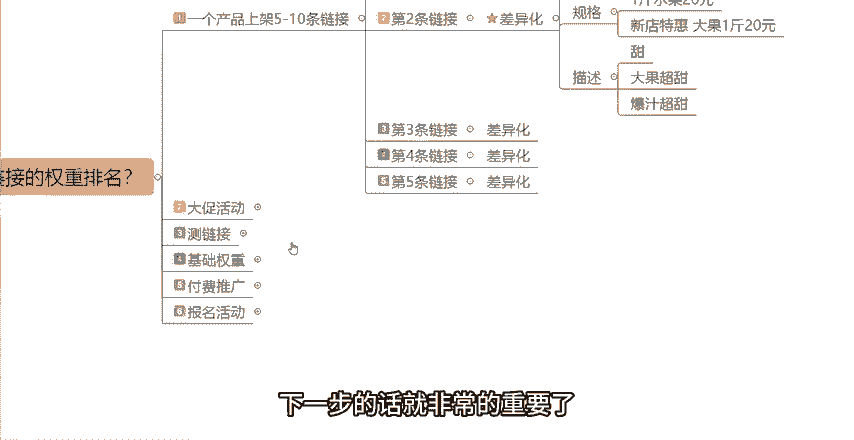 1斤水果20元
规格
新店特惠 大果1斤20元
1 一个产品上架5-10条链接
2 第2条链接
★差异化
甜
描述
大果超甜
爆汁超甜
3 第3条链接
差异化
4 第4条链接
差异化
5 第5条链接
差异化
接的权重排名？
2 大促活动
3 测链接
4 基础权重
5 付费推广
6 报名活动
下一步的话就非常的重要了